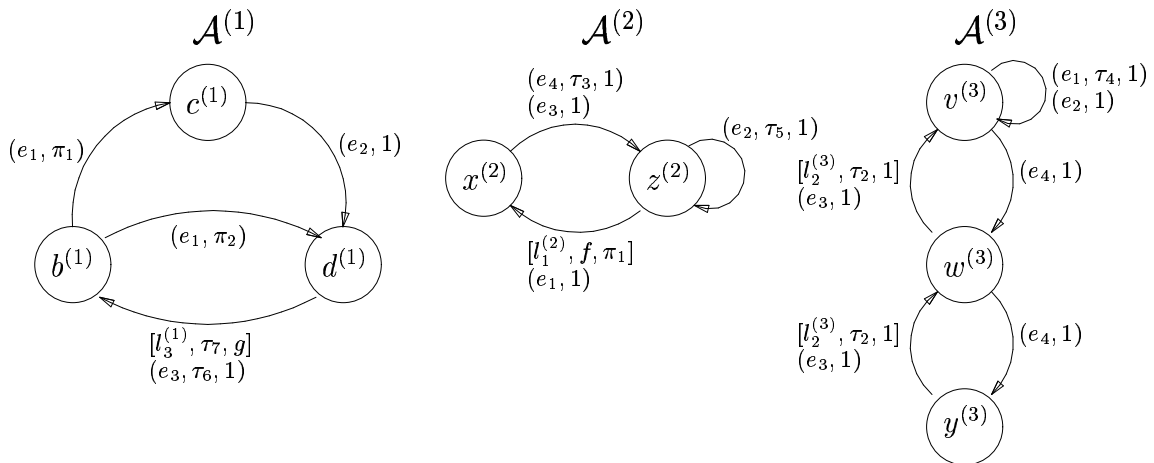 𝓐⁽¹⁾
c⁽¹⁾
(e₁, π₁)
(e₂, 1)
(e₁, π₂)
b⁽¹⁾
d⁽¹⁾
[l₃⁽¹⁾, τ₇, g]
(e₃, τ₆, 1)
𝓐⁽²⁾
(e₄, τ₃, 1)
(e₃, 1)
(e₂, τ₅, 1)
x⁽²⁾
z⁽²⁾
[l₁⁽²⁾, f, π₁]
(e₁, 1)
𝓐⁽³⁾
v⁽³⁾
(e₁, τ₄, 1)
(e₂, 1)
[l₂⁽³⁾, τ₂, 1]
(e₃, 1)
(e₄, 1)
w⁽³⁾
[l₂⁽³⁾, τ₂, 1]
(e₃, 1)
(e₄, 1)
y⁽³⁾